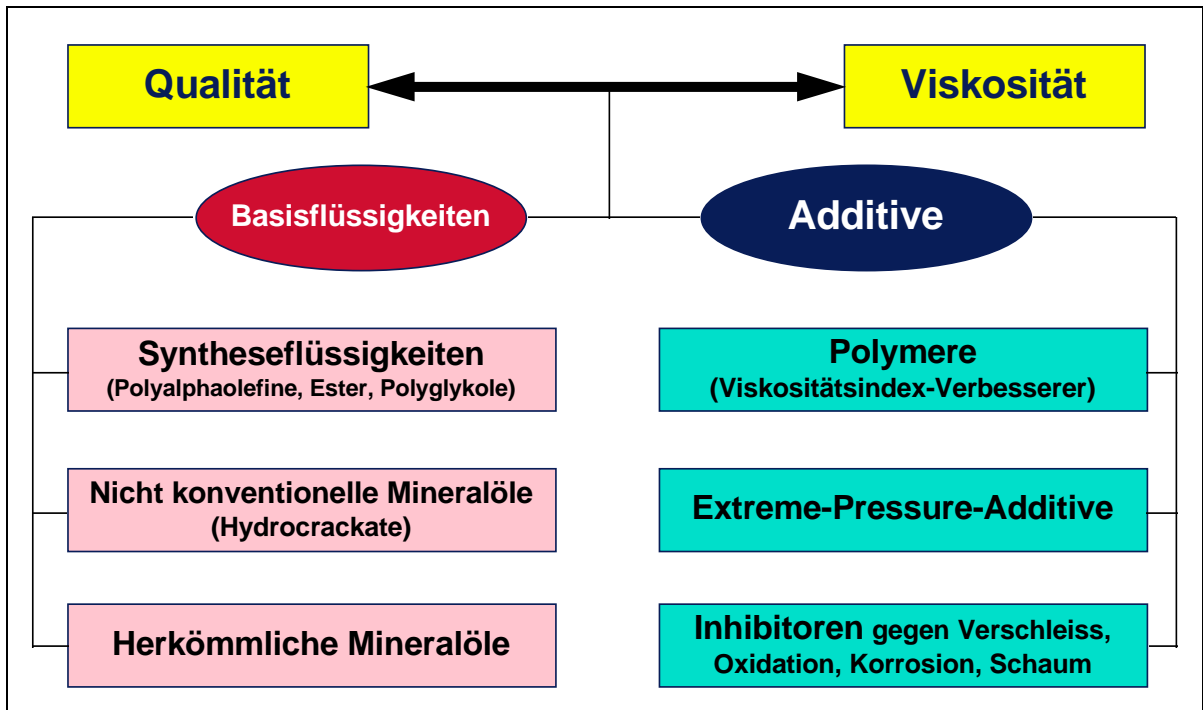 Qualität
Viskosität
Basisflüssigkeiten
Additive
Syntheseflüssigkeiten
(Polyalphaolefine, Ester, Polyglykole)
Polymere
(Viskositätsindex-Verbesserer)
Nicht konventionelle Mineralöle
(Hydrocrackate)
Extreme-Pressure-Additive
Herkömmliche Mineralöle
Inhibitoren gegen Verschleiss,
Oxidation, Korrosion, Schaum